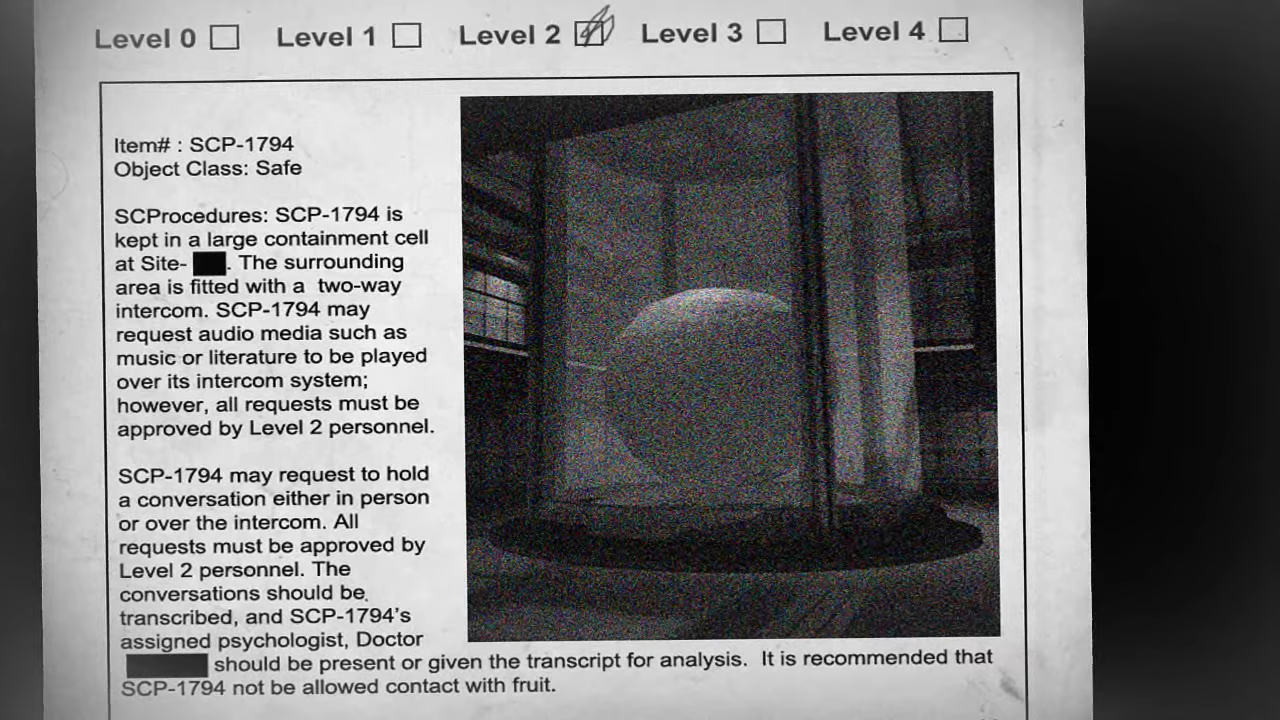 Level 0 Level 1 Level 2 Level 3 Level 4
Item# : SCP-1794
Object Class: Safe
SCProcedures: SCP-1794 is
kept in a large containment cell
at Site- . The surrounding
area is fitted with a two-way
intercom. SCP-1794 may
request audio media such as
music or literature to be played
over its intercom system;
however, all requests must be
approved by Level 2 personnel.
SCP-1794 may request to hold
a conversation either in person
or over the intercom. All
requests must be approved by
Level 2 personnel. The
conversations should be
transcribed, and SCP-1794's
assigned psychologist, Doctor
should be present or given the transcript for analysis. It is recommended that
SCP-1794 not be allowed contact with fruit.